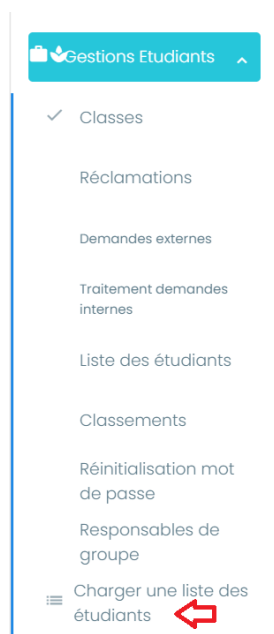 Gestions Etudiants
Classes
Réclamations
Demandes externes
Traitement demandes
internes
Liste des étudiants
Classements
Réinitialisation mot
de passe
Responsables de
groupe
Charger une liste des
étudiants